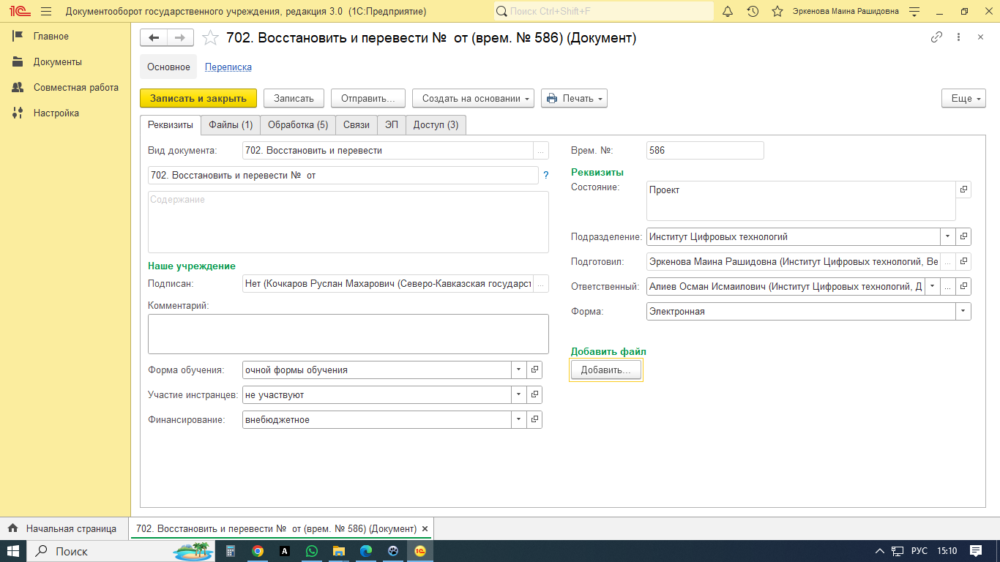 1С Документооборот государственного учреждения, редакция 3.0 (1С:Предприятие) Поиск Ctrl+Shift+F Эркенова Маина Рашидовна
Главное
Документы
Совместная работа
Настройка
702. Восстановить и перевести № от (врем. № 586) (Документ)
Основное Переписка
Записать и закрыть Записать Отправить... Создать на основании Печать Еще
Реквизиты Файлы (1) Обработка (5) Связи ЭП Доступ (3)
Вид документа: 702. Восстановить и перевести ...
702. Восстановить и перевести № от ?
Содержание
Наше учреждение
Подписан: Нет (Кочкаров Руслан Махарович (Северо-Кавказская государст ...
Комментарий:
Форма обучения: очной формы обучения
Участие инстранцев: не участвуют
Финансирование: внебюджетное
Врем. №: 586
Реквизиты
Состояние: Проект
Подразделение: Институт Цифровых технологий
Подготовил: Эркенова Маина Рашидовна (Институт Цифровых технологий, Ве ...
Ответственный: Алиев Осман Исмаилович (Институт Цифровых технологий, Д ...
Форма: Электронная
Добавить файл
Добавить...
Начальная страница 702. Восстановить и перевести № от (врем. № 586) (Документ)
Поиск A 1С РУС 15:10